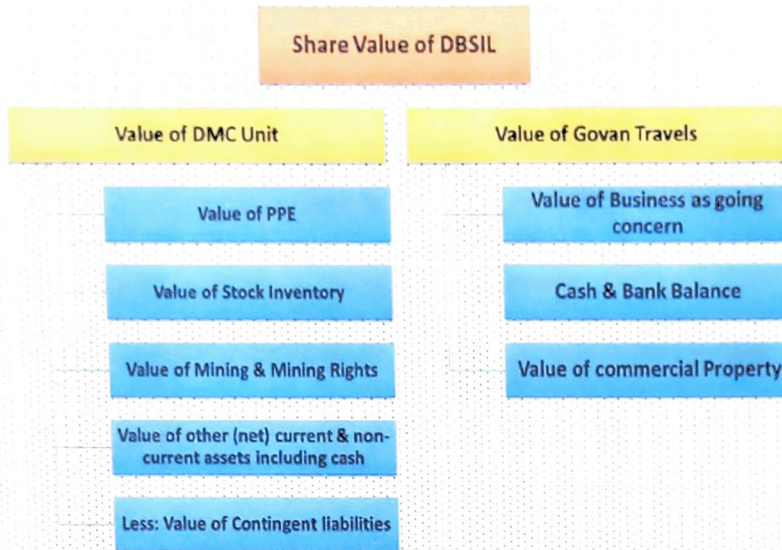 Share Value of DBSIL
Value of DMC Unit
Value of PPE
Value of Stock Inventory
Value of Mining & Mining Rights
Value of other (net) current & non-
current assets including cash
Less: Value of Contingent liabilities
Value of Govan Travels
Value of Business as going
concern
Cash & Bank Balance
Value of commercial Property